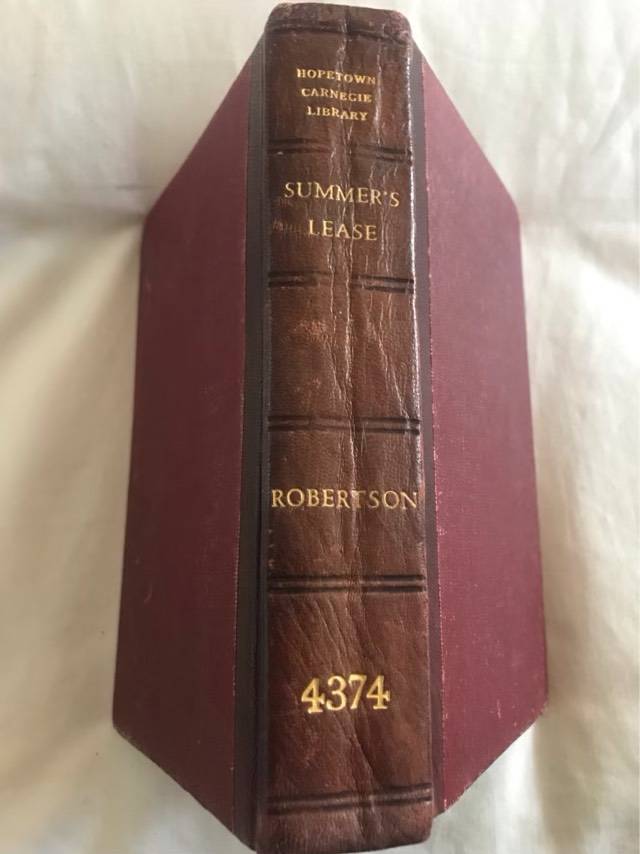 HOPETOWN
CARNEGIE
LIBRARY
SUMMER'S
LEASE
ROBERTSON
4374